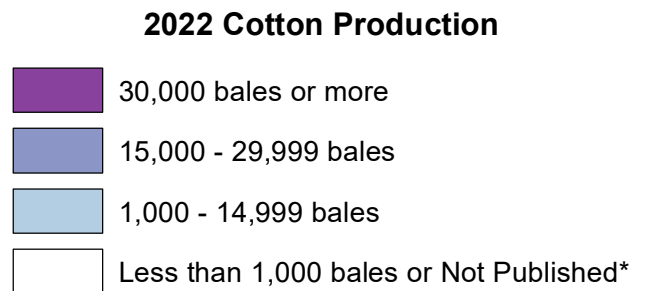 2022 Cotton Production
30,000 bales or more
15,000 - 29,999 bales
1,000 - 14,999 bales
Less than 1,000 bales or Not Published*